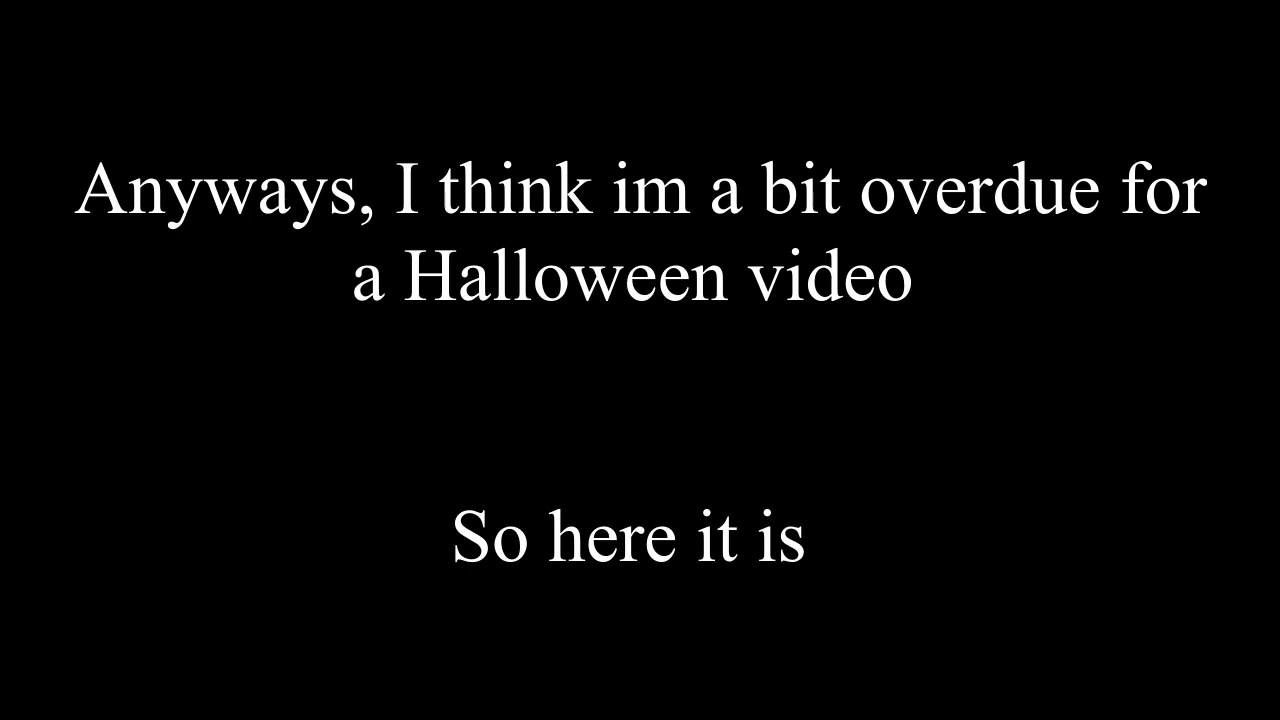 Anyways, I think im a bit overdue for
a Halloween video
So here it is